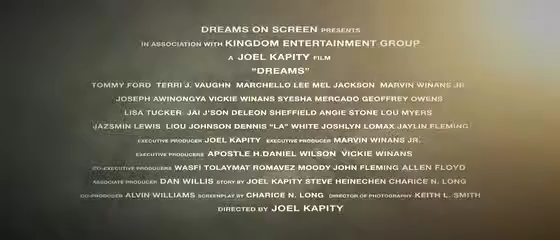 DREAMS ON SCREEN PRESENTS
IN ASSOCIATION WITH KINGDOM ENTERTAINMENT GROUP
A JOEL KAPITY FILM
"DREAMS"
TOMMY FORD TERRI J. VAUGHN MARCHELLO LEE MEL JACKSON MARVIN WINANS JR.
JOSEPH AWINONGYA VICKIE WINANS SYESHA MERCADO GEOFFREY OWENS
LISA TUCKER JAI J'SON DELEON SHEFFIELD ANGIE STONE LOU MYERS
JAZSMIN LEWIS LIOU JOHNSON DENNIS "LA" WHITE JOSHLYN LOMAX JAYLIN FLEMING
EXECUTIVE PRODUCER JOEL KAPITY EXECUTIVE PRODUCER MARVIN WINANS JR.
EXECUTIVE PRODUCERS APOSTLE H.DANIEL WILSON VICKIE WINANS
CO-EXECUTIVE PRODUCERS WASFI TOLAYMAT ROMAVEZ MOODY JOHN FLEMING ALLEN FLOYD
ASSOCIATE PRODUCER DAN WILLIS STORY BY JOEL KAPITY STEVE HEINECHEN CHARICE N. LONG
CO-PRODUCER ALVIN WILLIAMS SCREENPLAY BY CHARICE N. LONG DIRECTOR OF PHOTOGRAPHY KEITH L. SMITH
DIRECTED BY JOEL KAPITY